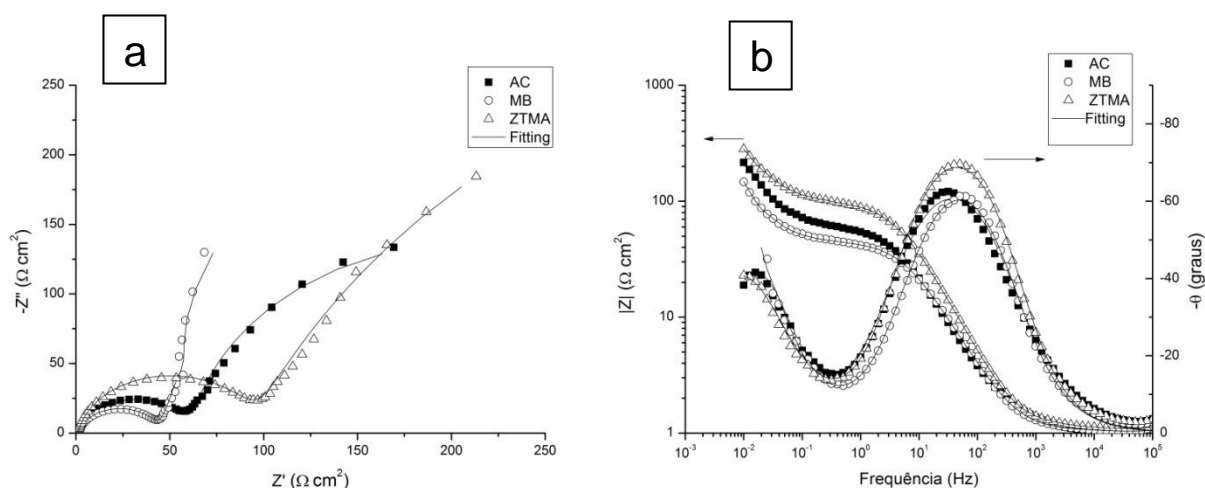 a
250
200
150
100
50
0
-Z" (Ω cm²)
0 50 100 150 200 250
Z' (Ω cm²)
AC
MB
ZTMA
Fitting
b
1000
100
10
1
|Z| (Ω cm²)
10⁻³ 10⁻² 10⁻¹ 10⁰ 10¹ 10² 10³ 10⁴ 10⁵
Frequência (Hz)
AC
MB
ZTMA
Fitting
-80
-60
-40
-20
0
-θ (graus)